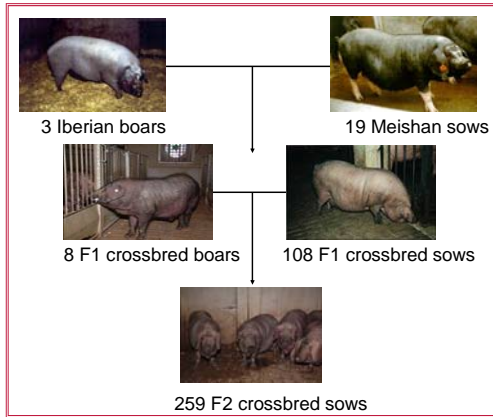 3 Iberian boars
19 Meishan sows
8 F1 crossbred boars
108 F1 crossbred sows
259 F2 crossbred sows